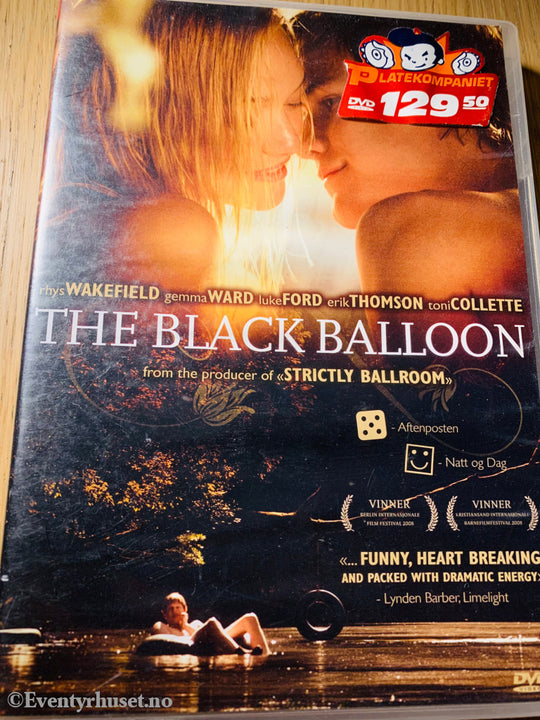 PLATEKOMPANIET
DVD 129 50
rhys WAKEFIELD gemma WARD luke FORD erik THOMSON toni COLLETTE
THE BLACK BALLOON
from the producer of «STRICTLY BALLROOM»
- Aftenposten
- Natt og Dag
VINNER
BERLIN INTERNASJONALE
FILM FESTIVAL 2008
VINNER
KRISTIANSAND INTERNASJONALE
BARNEFILMFESTIVAL 2008
«... FUNNY, HEART BREAKING
AND PACKED WITH DRAMATIC ENERGY»
- Lynden Barber, Limelight
DVD
VIDEO
©Eventyrhuset.no